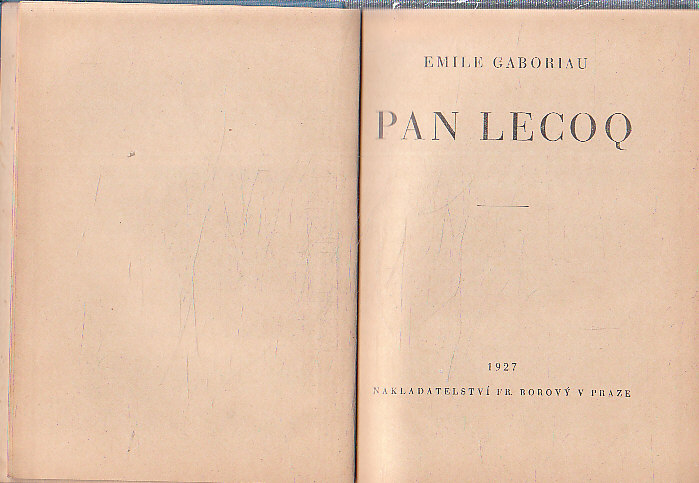 EMILE GABORIAU
PAN LECOQ
1927
NAKLADATELSTVÍ FR. BOROVÝ V PRAZE